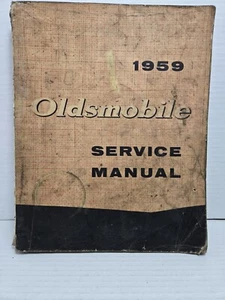 1959
Oldsmobile
SERVICE
MANUAL